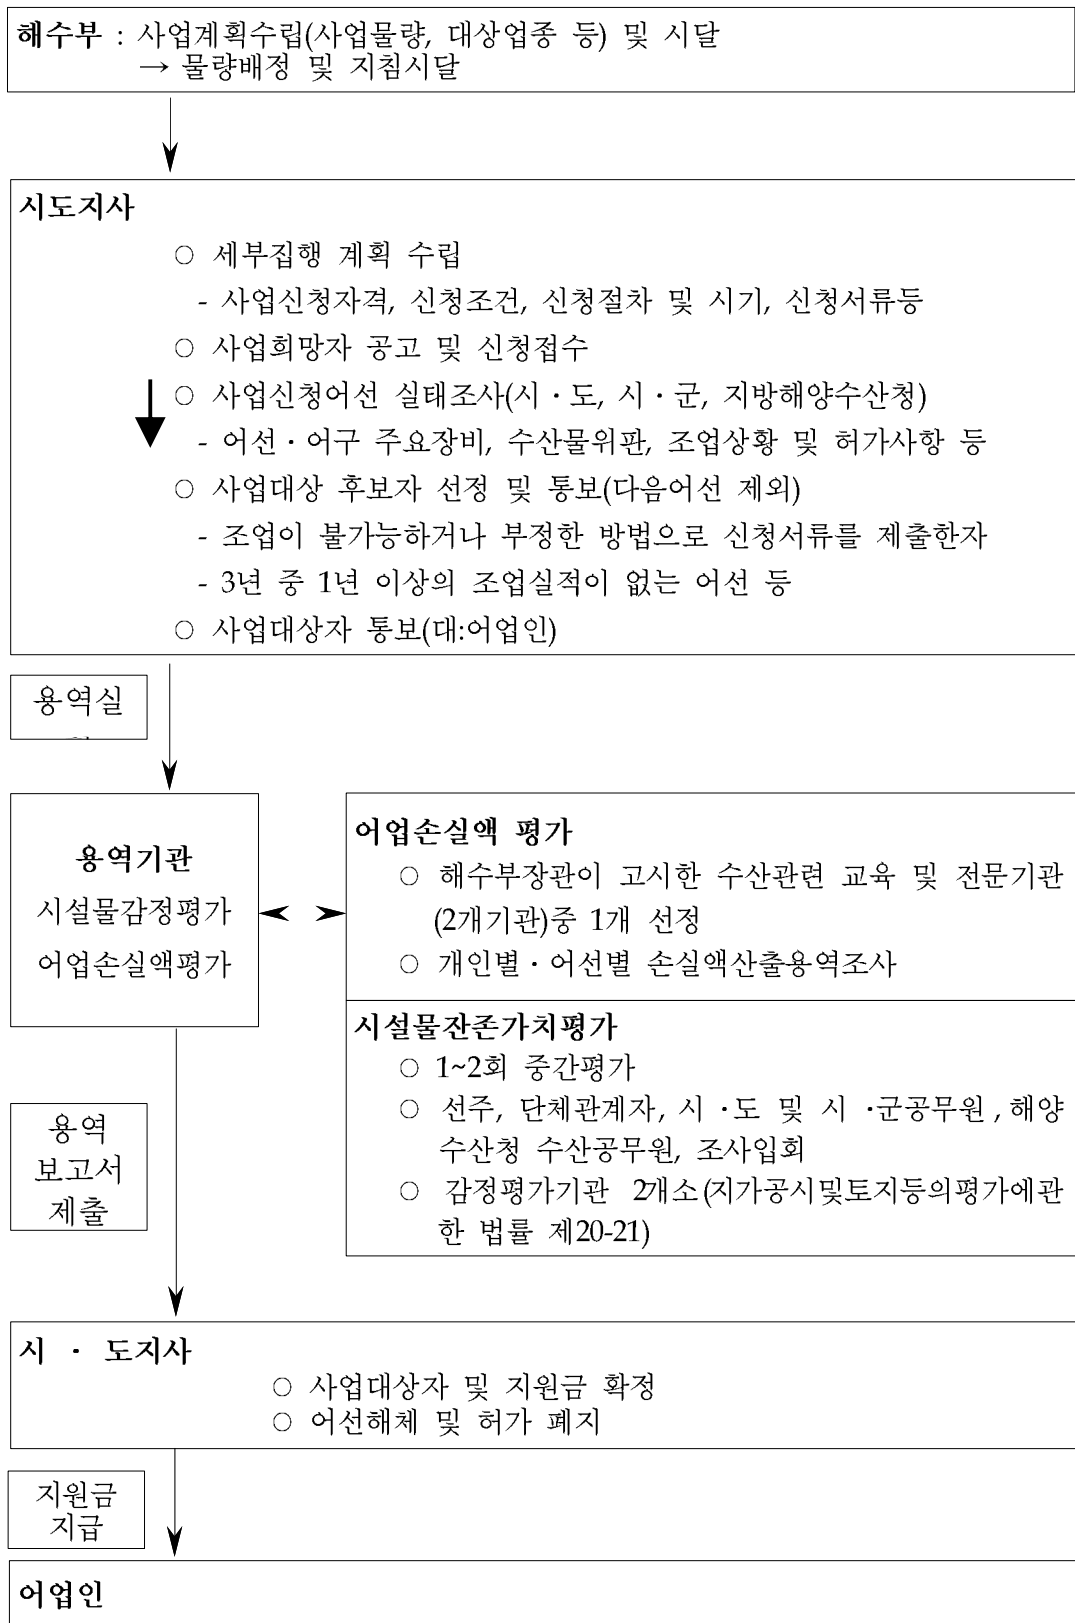 해수부 : 사업계획수립(사업물량, 대상업종 등) 및 시달
→ 물량배정 및 지침시달
시도지사
○ 세부집행 계획 수립
- 사업신청자격, 신청조건, 신청절차 및 시기, 신청서류등
○ 사업희망자 공고 및 신청접수
○ 사업신청어선 실태조사(시·도, 시·군, 지방해양수산청)
- 어선·어구 주요장비, 수산물위판, 조업상황 및 허가사항 등
○ 사업대상 후보자 선정 및 통보(다음어선 제외)
- 조업이 불가능하거나 부정한 방법으로 신청서류를 제출한자
- 3년 중 1년 이상의 조업실적이 없는 어선 등
○ 사업대상자 통보(대:어업인)
용역실
용역기관
시설물감정평가
어업손실액평가
어업손실액 평가
○ 해수부장관이 고시한 수산관련 교육 및 전문기관
(2개기관)중 1개 선정
○ 개인별·어선별 손실액산출용역조사
시설물잔존가치평가
○ 1~2회 중간평가
○ 선주, 단체관계자, 시·도 및 시·군공무원, 해양
수산청 수산공무원, 조사입회
○ 감정평가기관 2개소(지가공시및토지등의평가에관
한 법률 제20-21)
용역
보고서
제출
시 · 도지사
○ 사업대상자 및 지원금 확정
○ 어선해체 및 허가 폐지
지원금
지급
어업인